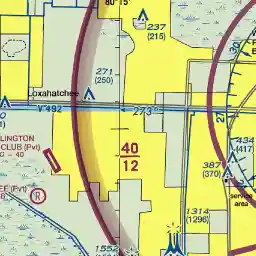 80°15'
237
(215)
Loxahatchee
271
(250)
V 492
273°
LINGTON
CLUB (Pvt)
40
40
12
434
(417)
387
(370)
service
area
(Pvt)
R
1314
(1296)
1552